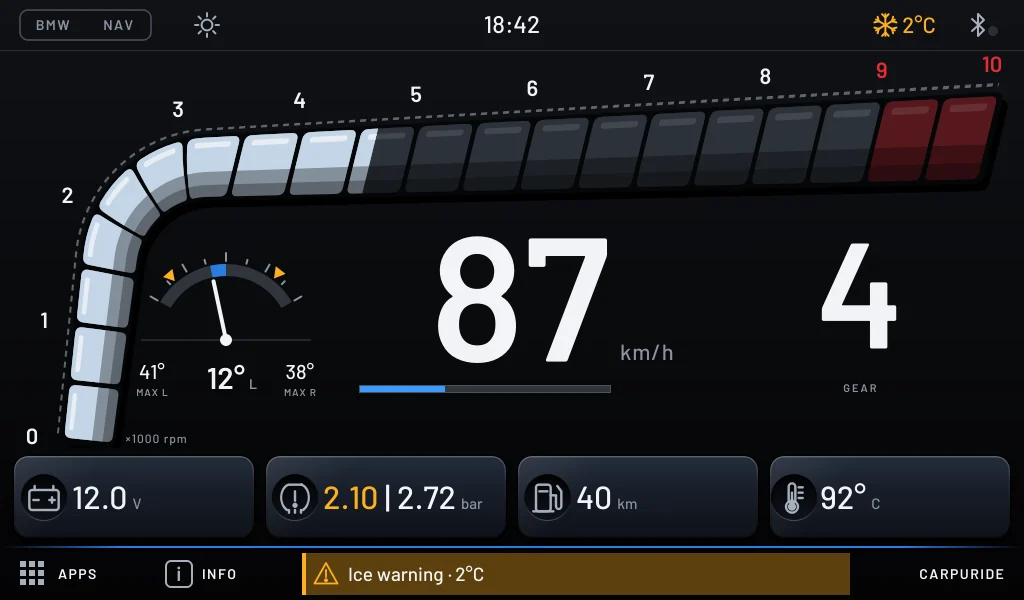 BMW NAV
18:42
2°C
0
1
2
3
4
5
6
7
8
9
10
×1000 rpm
41°
MAX L
12° L
38°
MAX R
87 km/h
4
GEAR
12.0 V
2.10 | 2.72 bar
40 km
92° C
APPS
INFO
Ice warning · 2°C
CARPURIDE